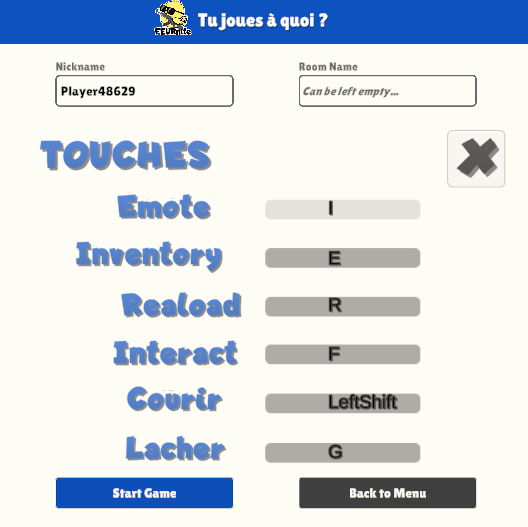 Tu joues à quoi ?
Nickname
Room Name
Player48629
Can be left empty...
TOUCHES
Emote
I
Inventory
E
Reaload
R
Interact
F
Courir
LeftShift
Lacher
G
Start Game
Back to Menu